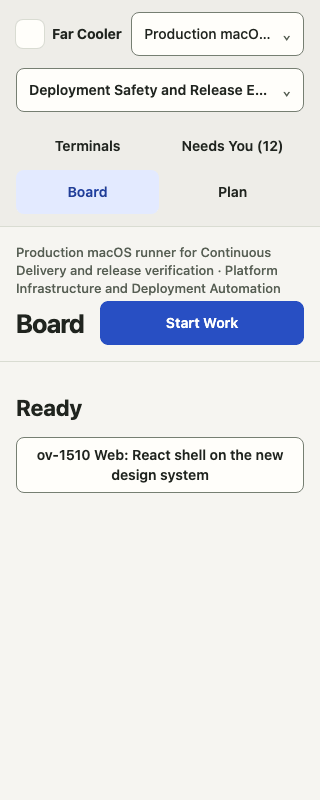 Far Cooler
Production macO...
Deployment Safety and Release E...
Terminals
Needs You (12)
Board
Plan
Production macOS runner for Continuous
Delivery and release verification · Platform
Infrastructure and Deployment Automation
Board
Start Work
Ready
ov-1510 Web: React shell on the new
design system